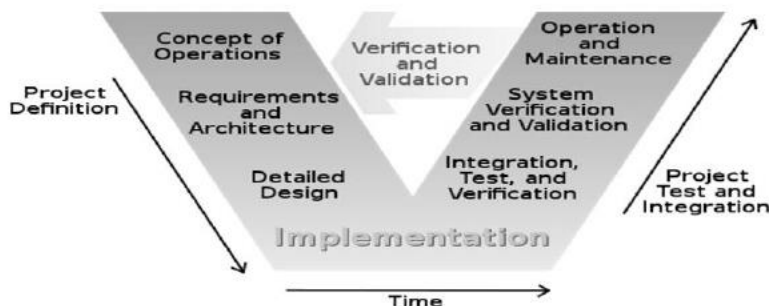 Concept of
Operations
Verification
and
Validation
Operation
and
Maintenance
Project
Definition
Requirements
and
Architecture
System
Verification
and Validation
Detailed
Design
Integration,
Test, and
Verification
Project
Test and
Integration
Implementation
Time